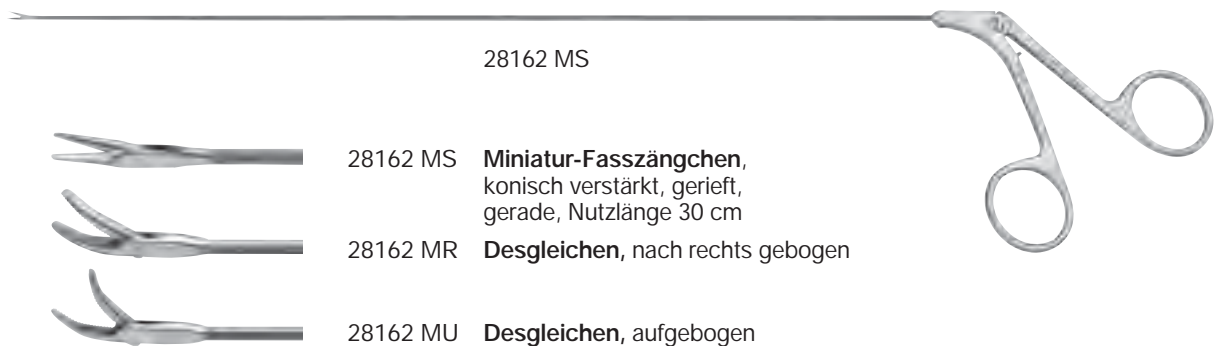 28162 MS
28162 MS Miniatur-Fasszängchen,
konisch verstärkt, gerieft,
gerade, Nutzlänge 30 cm
28162 MR Desgleichen, nach rechts gebogen
28162 MU Desgleichen, aufgebogen